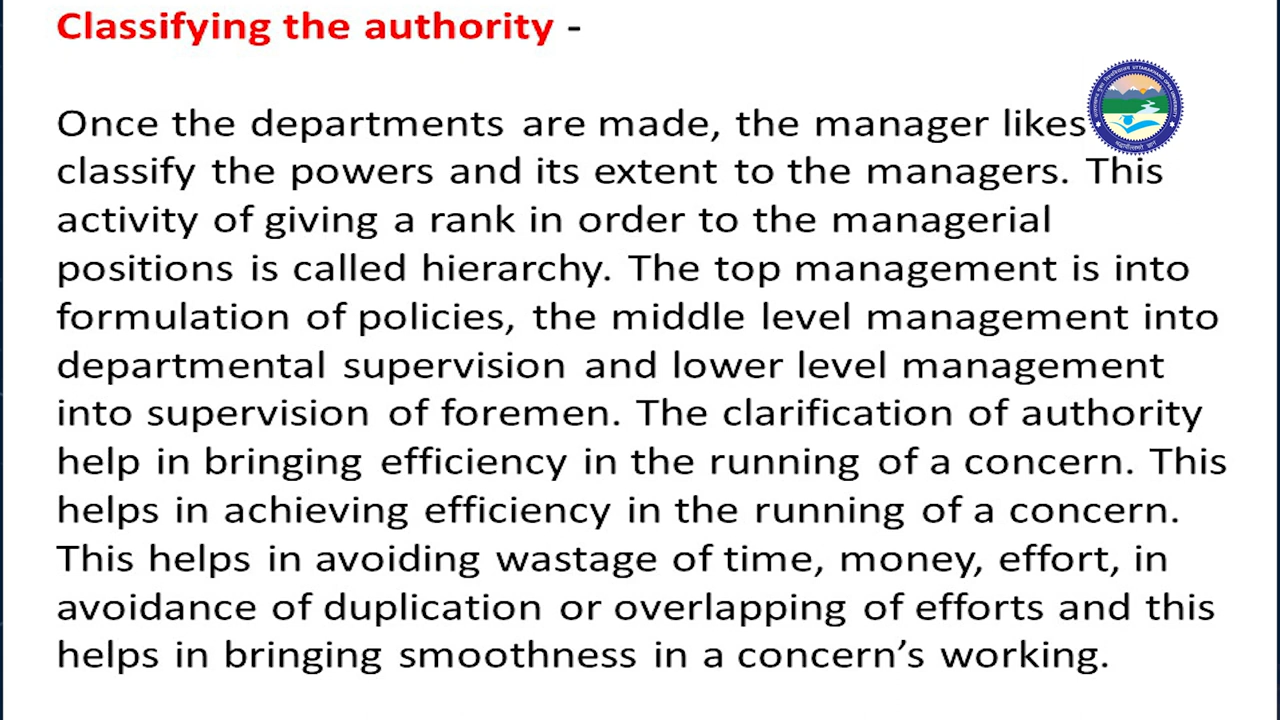 Classifying the authority -
Once the departments are made, the manager likes
classify the powers and its extent to the managers. This
activity of giving a rank in order to the managerial
positions is called hierarchy. The top management is into
formulation of policies, the middle level management into
departmental supervision and lower level management
into supervision of foremen. The clarification of authority
help in bringing efficiency in the running of a concern. This
helps in achieving efficiency in the running of a concern.
This helps in avoiding wastage of time, money, effort, in
avoidance of duplication or overlapping of efforts and this
helps in bringing smoothness in a concern’s working.